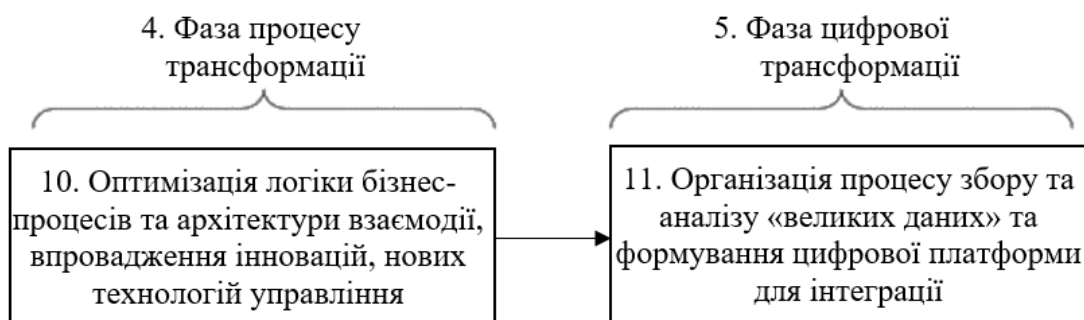 4. Фаза процесу
трансформації
5. Фаза цифрової
трансформації
10. Оптимізація логіки бізнес-
процесів та архітектури взаємодії,
впровадження інновацій, нових
технологій управління
11. Організація процесу збору та
аналізу «великих даних» та
формування цифрової платформи
для інтеграції